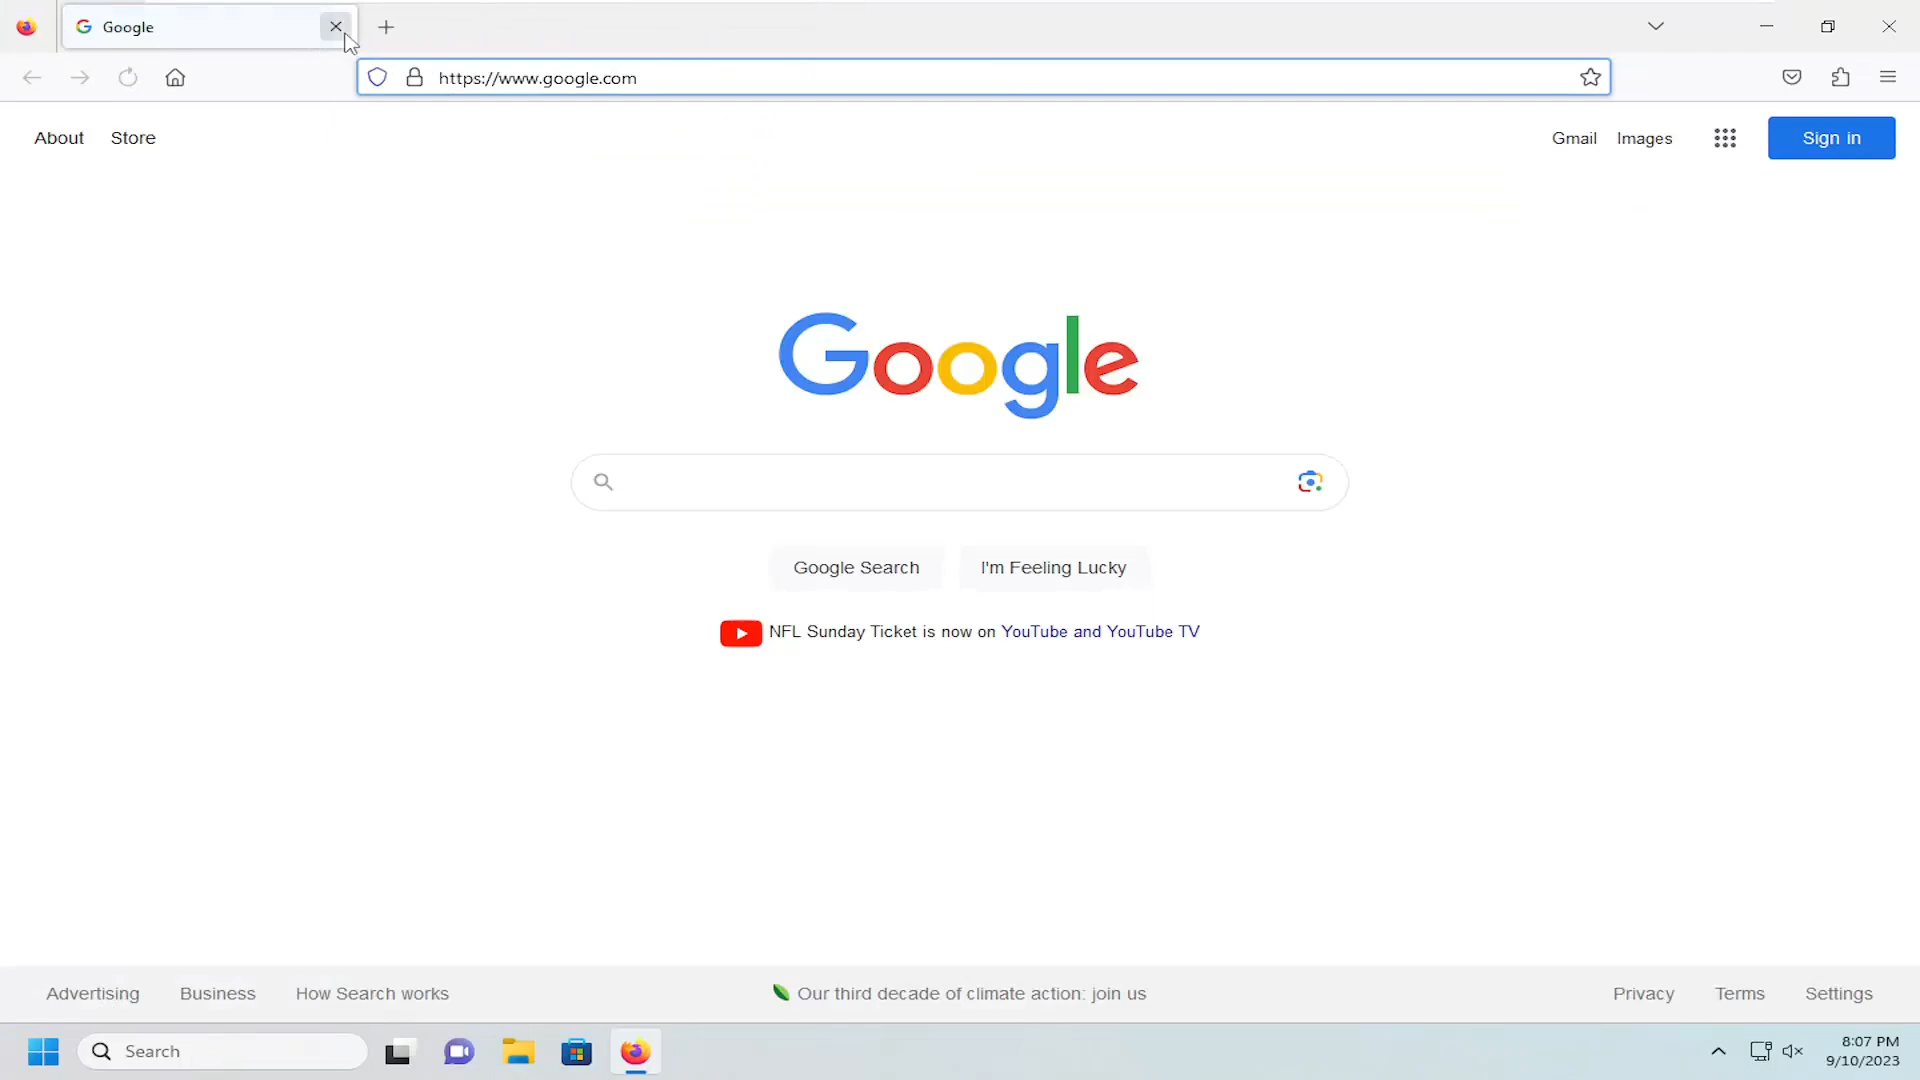 Google
https://www.google.com
About Store Gmail Images Sign in
Google
Google Search I'm Feeling Lucky
NFL Sunday Ticket is now on YouTube and YouTube TV
Advertising Business How Search works Our third decade of climate action: join us Privacy Terms Settings
Search 8:07 PM
9/10/2023